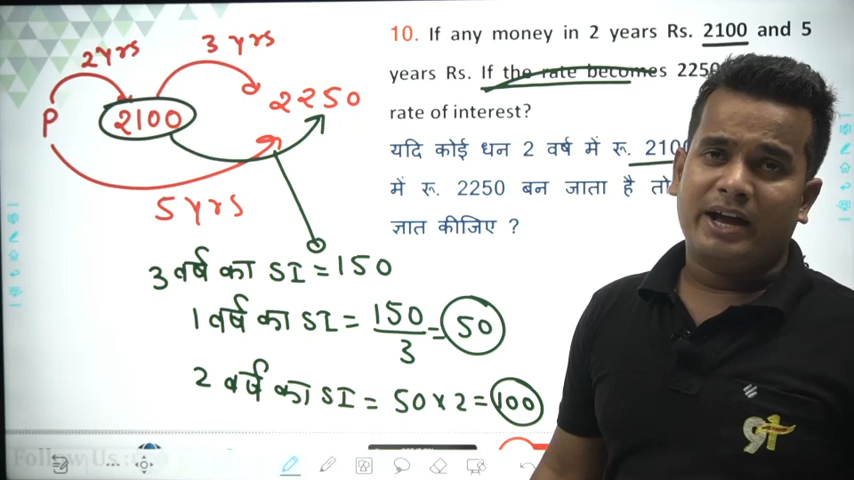 10. If any money in 2 years Rs. 2100 and 5
years Rs. If the rate becomes 2250
rate of interest?
यदि कोई धन 2 वर्ष में रू. 2100
में रू. 2250 बन जाता है तो
ज्ञात कीजिए ?
2 yrs
3 yrs
P
2100
2250
5 yrs
3 वर्ष का SI = 150
1 वर्ष का SI = 150/3 = 50
2 वर्ष का SI = 50 × 2 = 100
Follow Us :